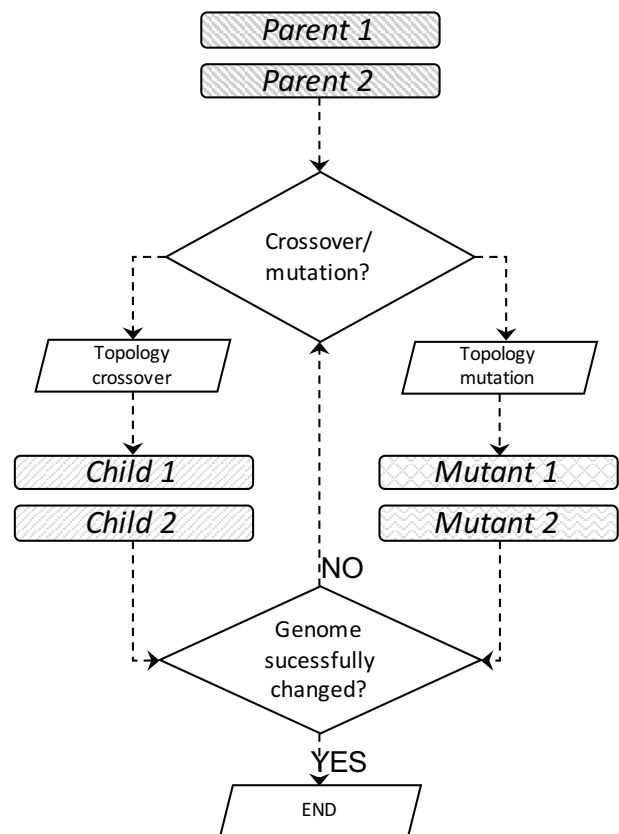 Parent 1
Parent 2
Crossover/
mutation?
Topology
crossover
Topology
mutation
Child 1
Child 2
Mutant 1
Mutant 2
NO
Genome
sucessfully
changed?
YES
END